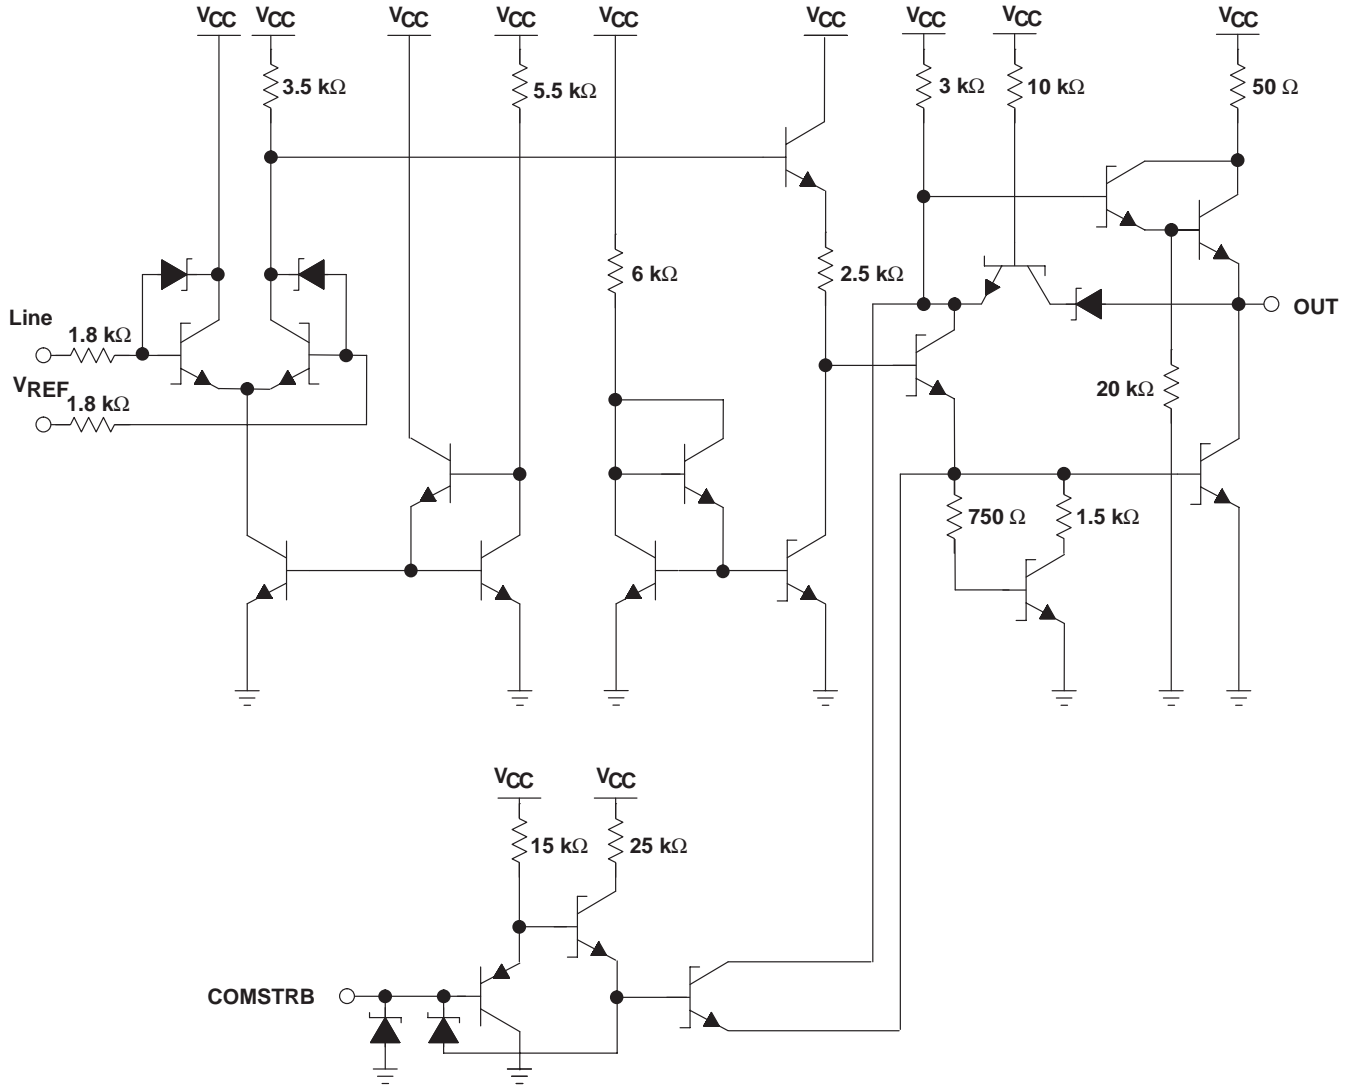 VCC VCC VCC VCC VCC VCC VCC VCC VCC
3.5 kΩ 5.5 kΩ 3 kΩ 10 kΩ 50 Ω
6 kΩ 2.5 kΩ
Line
1.8 kΩ
OUT
VREF
1.8 kΩ
20 kΩ
750 Ω 1.5 kΩ
VCC VCC
15 kΩ 25 kΩ
COMSTRB